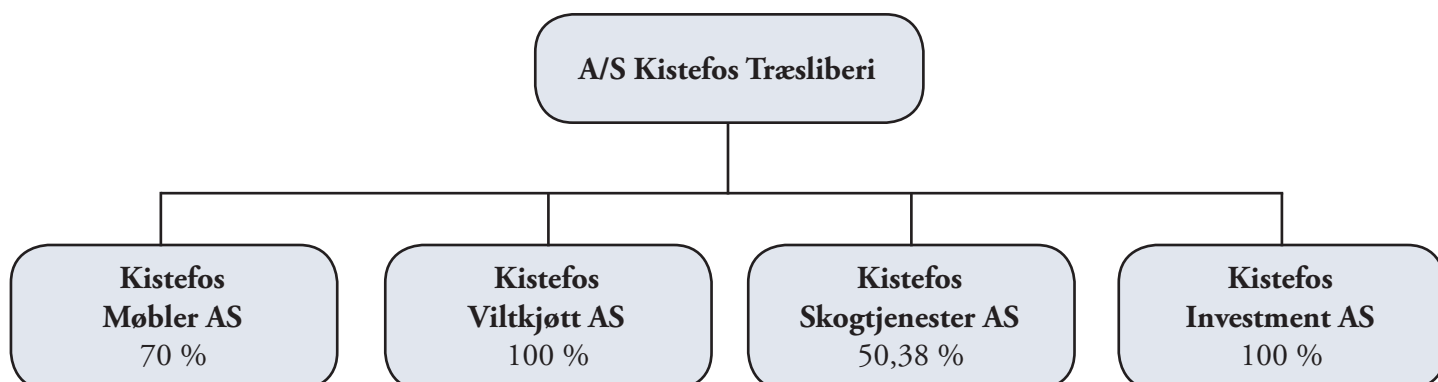 A/S Kistefos Træsliberi
Kistefos
Møbler AS
70 %
Kistefos
Viltkjøtt AS
100 %
Kistefos
Skogtjenester AS
50,38 %
Kistefos
Investment AS
100 %